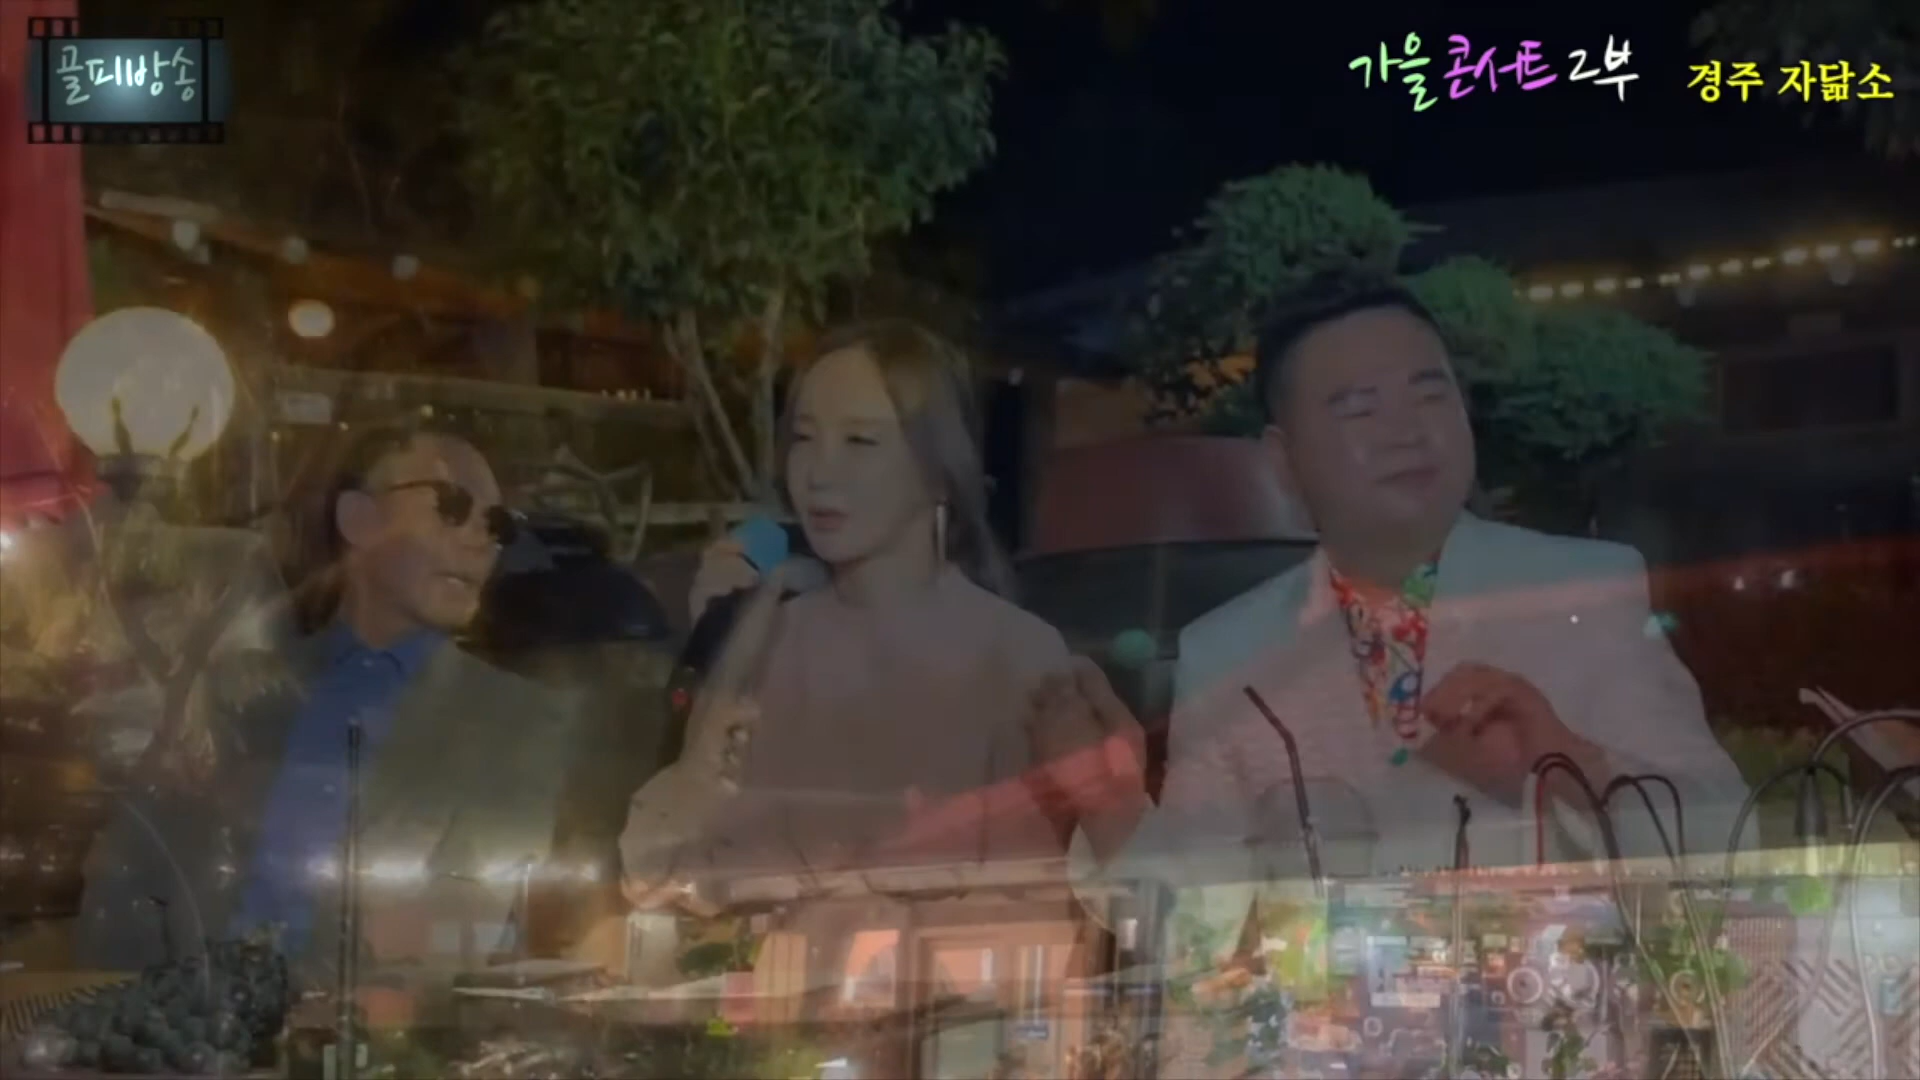 골피방송
가을 콘서트 2부
경주 자닮소